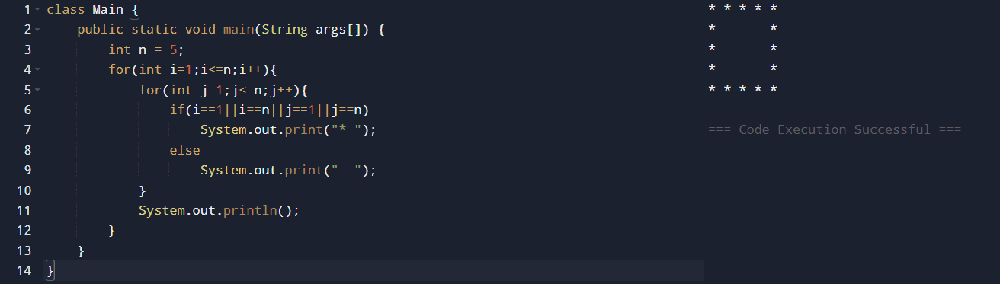 1 class Main {
2     public static void main(String args[]) {
3         int n = 5;
4         for(int i=1;i<=n;i++){
5             for(int j=1;j<=n;j++){
6                 if(i==1||i==n||j==1||j==n)
7                     System.out.print("* ");
8                 else
9                     System.out.print("  ");
10             }
11             System.out.println();
12         }
13     }
14 }
* * * * *
*       *
*       *
*       *
* * * * *
=== Code Execution Successful ===